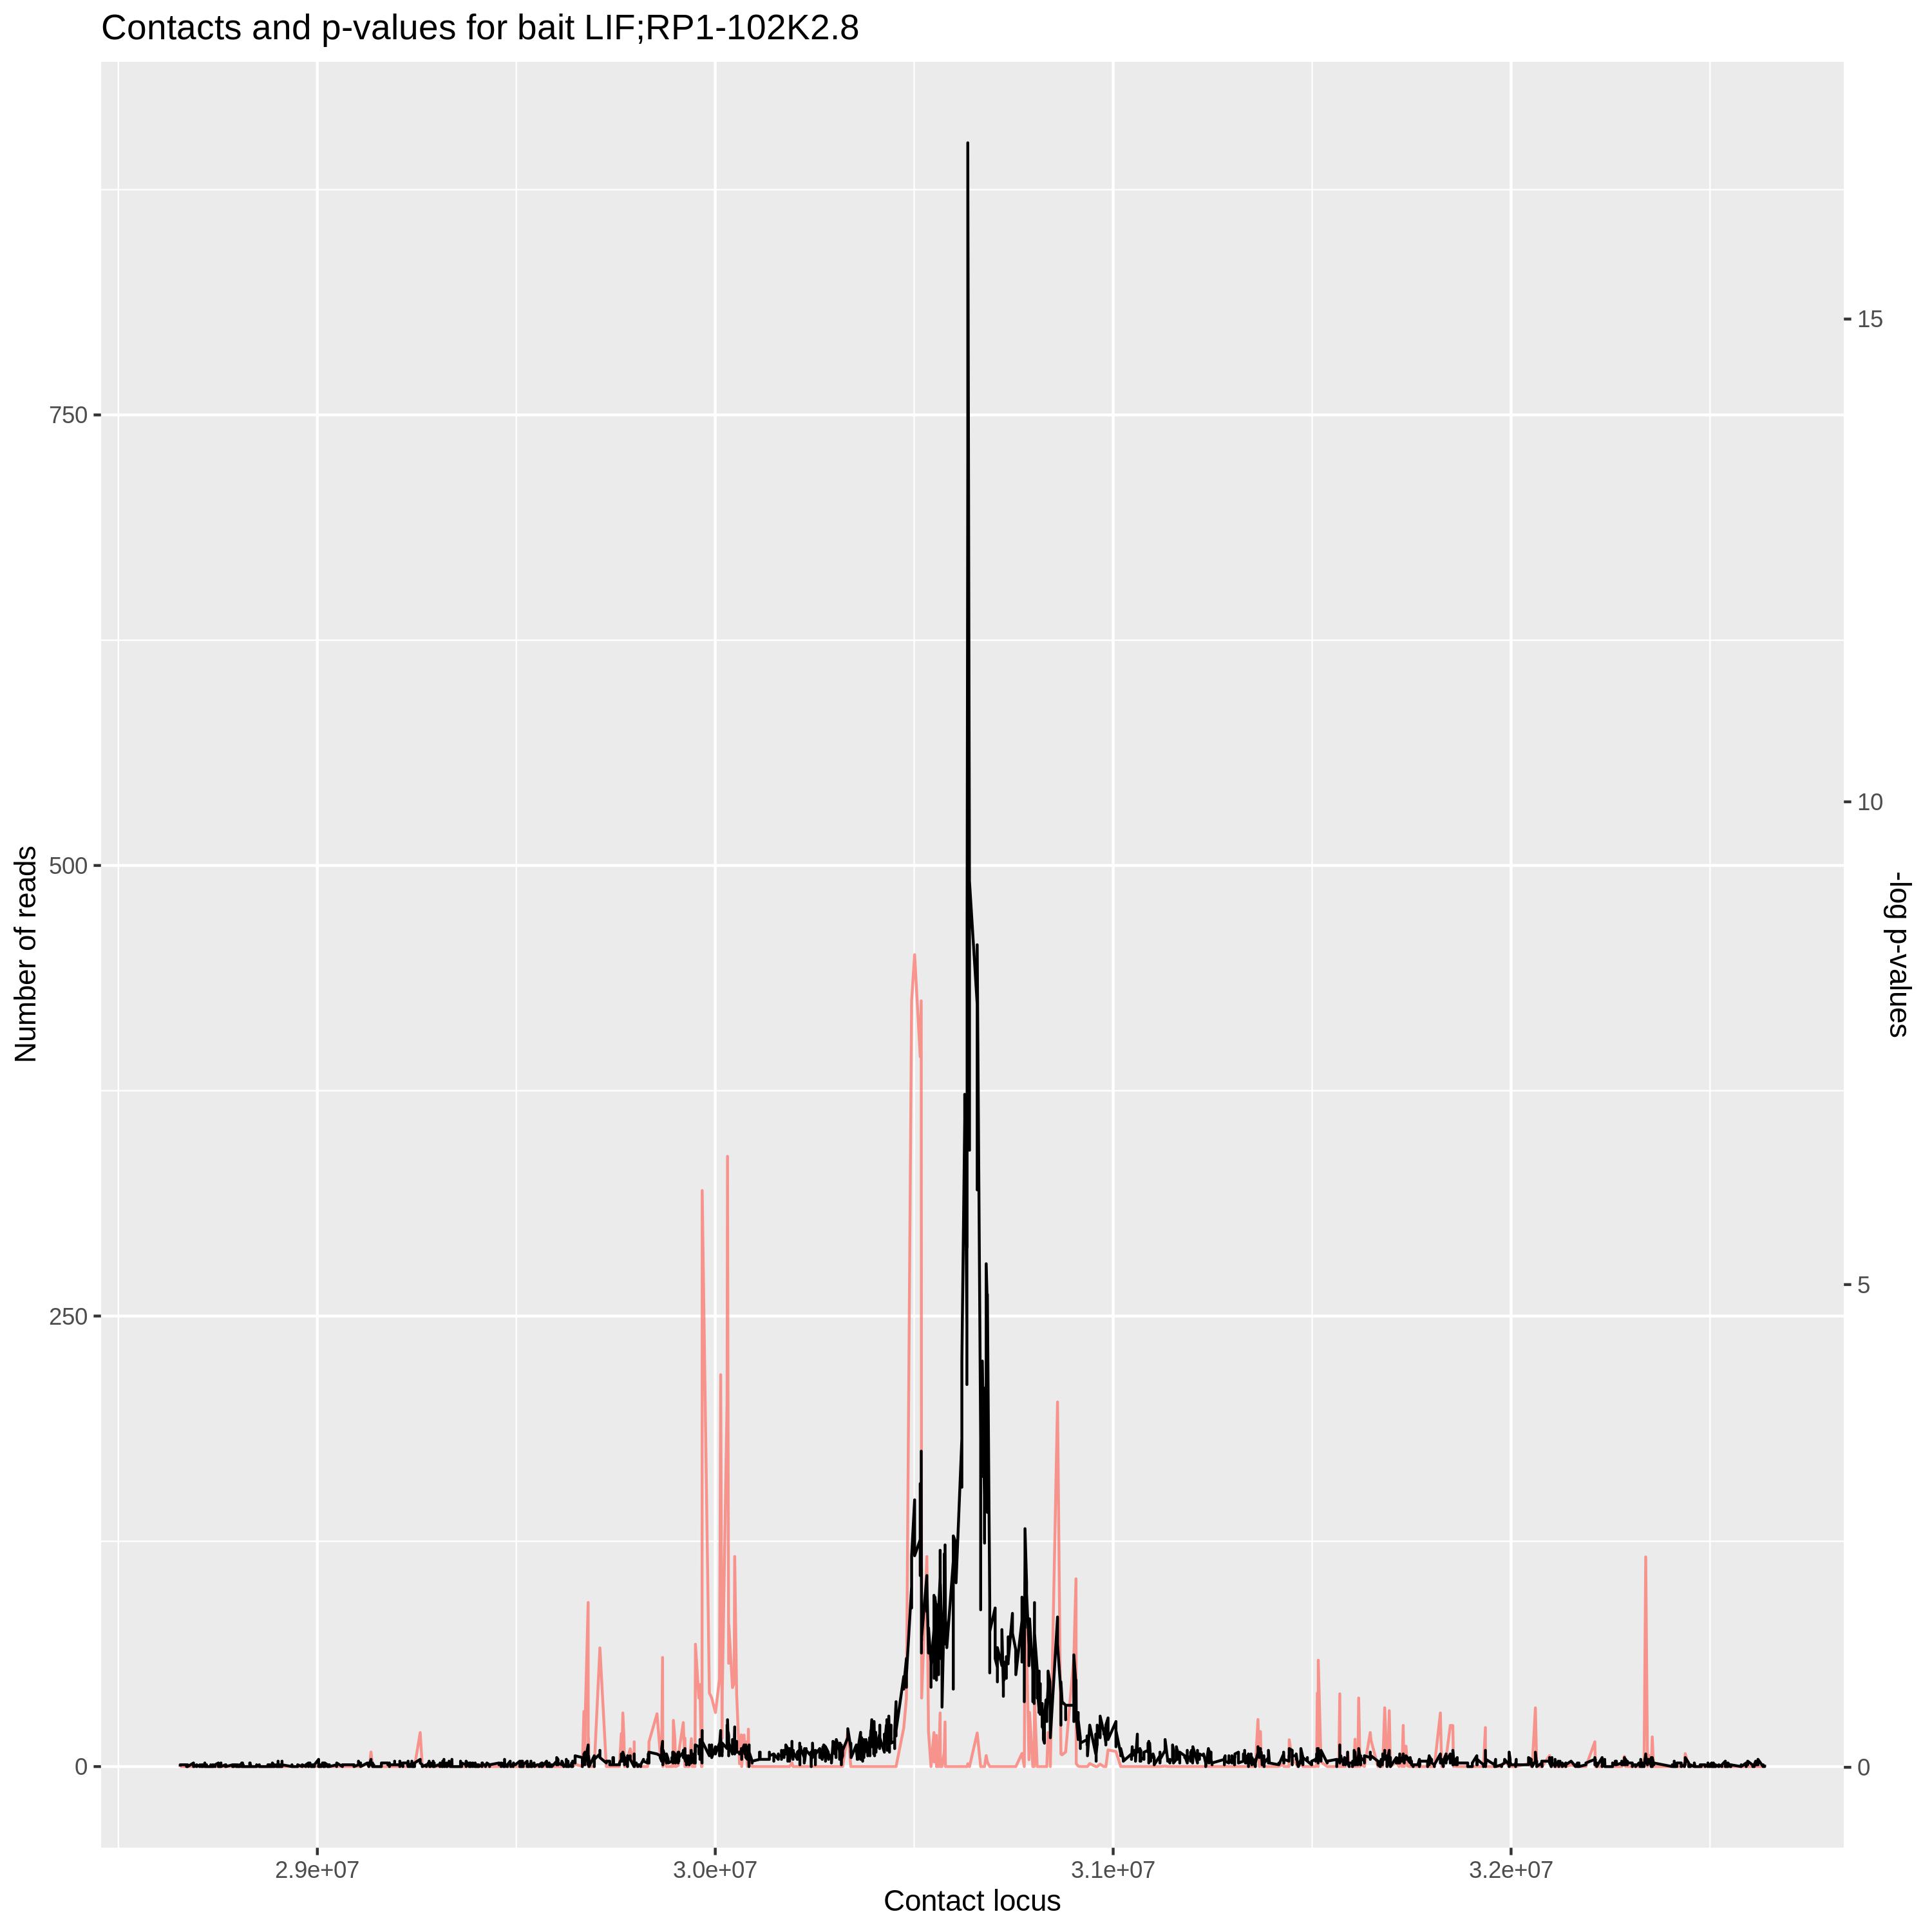 Contacts and p-values for bait LIF;RP1-102K2.8
Number of reads
750
500
250
0
15
10
5
0
-log p-values
2.9e+07 3.0e+07 3.1e+07 3.2e+07
Contact locus